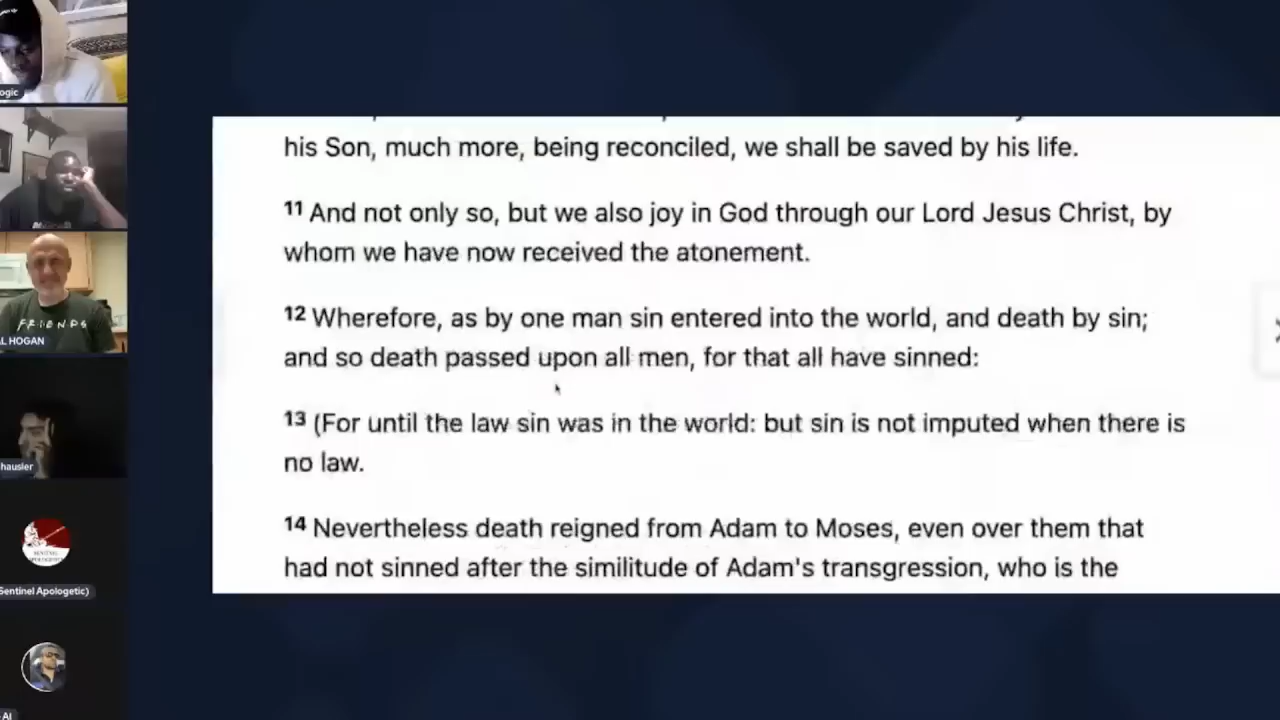 ogic
FRIENDS
AL HOGAN
hausier
Sentinel Apologetic)
AI
his Son, much more, being reconciled, we shall be saved by his life.
11 And not only so, but we also joy in God through our Lord Jesus Christ, by
whom we have now received the atonement.
12 Wherefore, as by one man sin entered into the world, and death by sin;
and so death passed upon all men, for that all have sinned:
13 (For until the law sin was in the world: but sin is not imputed when there is
no law.
14 Nevertheless death reigned from Adam to Moses, even over them that
had not sinned after the similitude of Adam's transgression, who is the